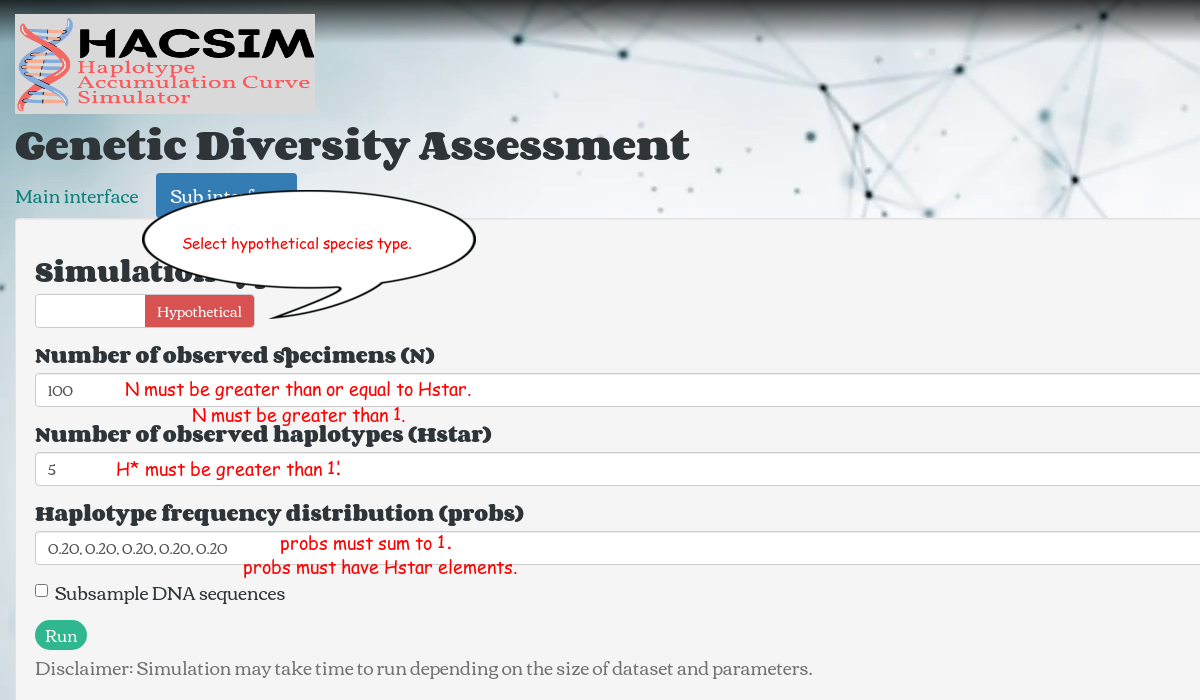 HACSIM
Haplotype
Accumulation Curve
Simulator
Genetic Diversity Assessment
Main interface
Sub
Select hypothetical species type.
Simulation
Hypothetical
Number of observed specimens (N)
100
N must be greater than or equal to Hstar.
N must be greater than 1.
Number of observed haplotypes (Hstar)
5
H* must be greater than 1.
Haplotype frequency distribution (probs)
0.20, 0.20, 0.20, 0.20, 0.20
probs must sum to 1.
probs must have Hstar elements.
Subsample DNA sequences
Run
Disclaimer: Simulation may take time to run depending on the size of dataset and parameters.